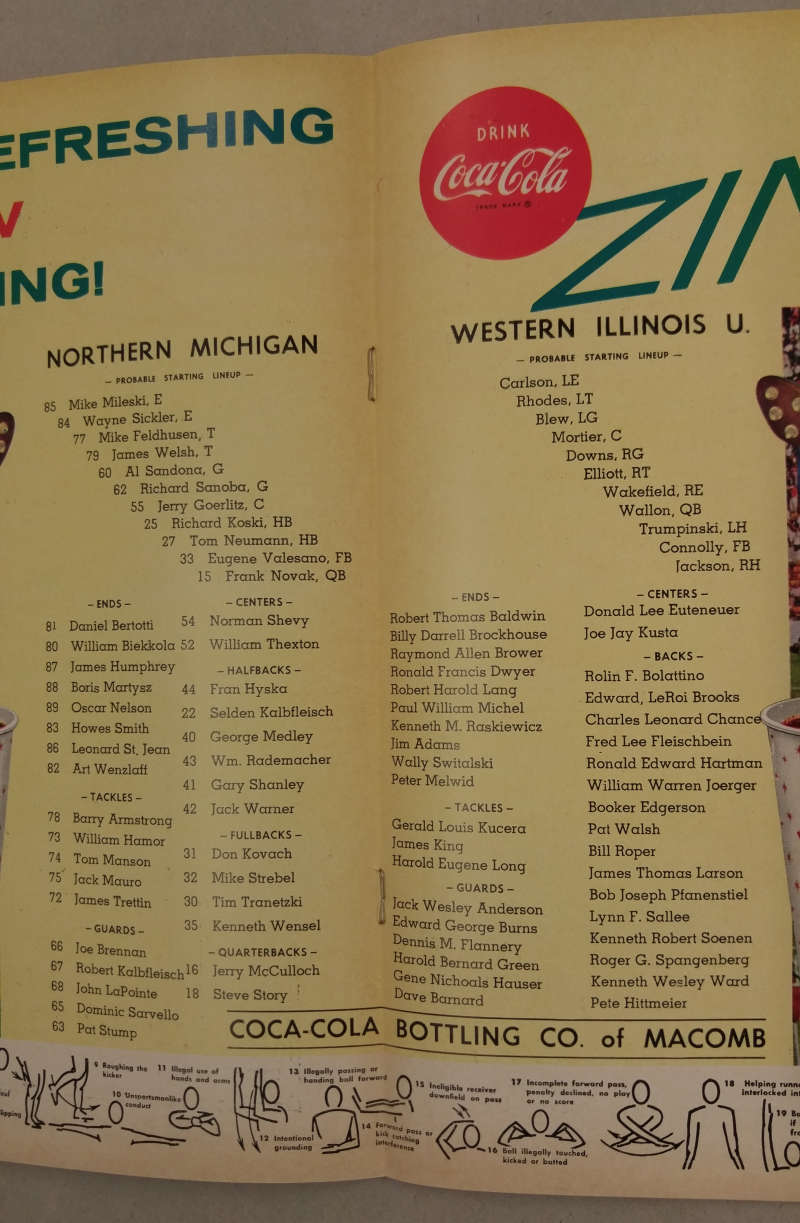 EFRESHING
ING!
DRINK
Coca-Cola
TRADE MARK ®
ZIN
NORTHERN MICHIGAN
– PROBABLE STARTING LINEUP –
85 Mike Mileski, E
84 Wayne Sickler, E
77 Mike Feldhusen, T
79 James Welsh, T
60 Al Sandona, G
62 Richard Sanoba, G
55 Jerry Goerlitz, C
25 Richard Koski, HB
27 Tom Neumann, HB
33 Eugene Valesano, FB
15 Frank Novak, QB
– ENDS –
81 Daniel Bertotti
80 William Biekkola
87 James Humphrey
88 Boris Martysz
89 Oscar Nelson
83 Howes Smith
86 Leonard St. Jean
82 Art Wenzlaff
– TACKLES –
78 Barry Armstrong
73 William Hamor
74 Tom Manson
75 Jack Mauro
72 James Trettin
– GUARDS –
66 Joe Brennan
67 Robert Kalbfleisch
68 John LaPointe
65 Dominic Sarvello
63 Pat Stump
– CENTERS –
54 Norman Shevy
52 William Thexton
– HALFBACKS –
44 Fran Hyska
22 Selden Kalbfleisch
40 George Medley
43 Wm. Rademacher
41 Gary Shanley
42 Jack Warner
– FULLBACKS –
31 Don Kovach
32 Mike Strebel
30 Tim Tranetzki
35 Kenneth Wensel
– QUARTERBACKS –
16 Jerry McCulloch
18 Steve Story
WESTERN ILLINOIS U.
– PROBABLE STARTING LINEUP –
Carlson, LE
Rhodes, LT
Blew, LG
Mortier, C
Downs, RG
Elliott, RT
Wakefield, RE
Wallon, QB
Trumpinski, LH
Connolly, FB
Jackson, RH
– ENDS –
Robert Thomas Baldwin
Billy Darrell Brockhouse
Raymond Allen Brower
Ronald Francis Dwyer
Robert Harold Lang
Paul William Michel
Kenneth M. Raskiewicz
Jim Adams
Wally Switalski
Peter Melwid
– TACKLES –
Gerald Louis Kucera
James King
Harold Eugene Long
– GUARDS –
Jack Wesley Anderson
Edward George Burns
Dennis M. Flannery
Harold Bernard Green
Gene Nichoals Hauser
Dave Barnard
– CENTERS –
Donald Lee Euteneuer
Joe Jay Kusta
– BACKS –
Rolin F. Bolattino
Edward, LeRoi Brooks
Charles Leonard Chance
Fred Lee Fleischbein
Ronald Edward Hartman
William Warren Joerger
Booker Edgerson
Pat Walsh
Bill Roper
James Thomas Larson
Bob Joseph Pfanenstiel
Lynn F. Sallee
Kenneth Robert Soenen
Roger G. Spangenberg
Kenneth Wesley Ward
Pete Hittmeier
COCA-COLA BOTTLING CO. of MACOMB
9 Roughing the
kicker
10 Unsportsmanlike
conduct
11 Illegal use of
hands and arms
12 Intentional
grounding
13 Illegally passing or
handing ball forward
14 Forward pass or
kick catching
interference
15 Ineligible receiver
downfield on pass
16 Ball illegally touched,
kicked or batted
17 Incomplete forward pass,
penalty declined, no play
or no score
18 Helping runn
interlocked int
19 Ba
if
fro